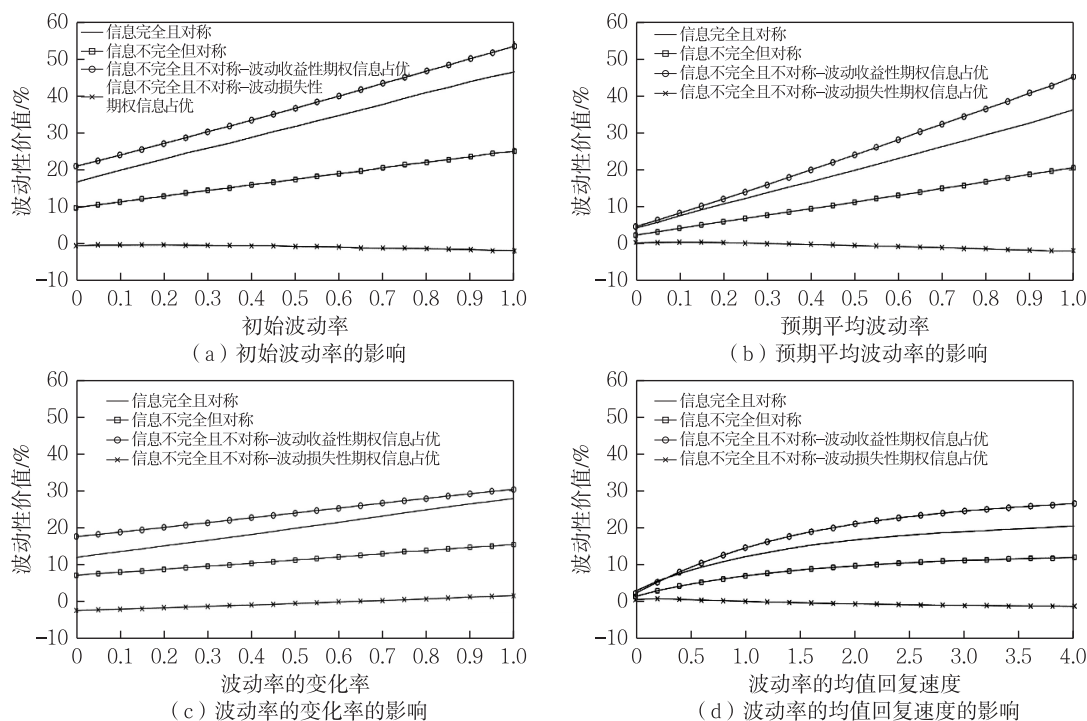 60
50
40
30
20
10
0
−10
波动性价值/%
信息完全且对称
信息不完全但对称
信息不完全且不对称–波动收益性期权信息占优
信息不完全且不对称–波动损失性
期权信息占优
0 0.1 0.2 0.3 0.4 0.5 0.6 0.7 0.8 0.9 1.0
初始波动率
(a)初始波动率的影响
60
50
40
30
20
10
0
−10
波动性价值/%
信息完全且对称
信息不完全但对称
信息不完全且不对称–波动收益性期权信息占优
信息不完全且不对称–波动损失性期权信息占优
0 0.1 0.2 0.3 0.4 0.5 0.6 0.7 0.8 0.9 1.0
预期平均波动率
(b)预期平均波动率的影响
60
50
40
30
20
10
0
−10
波动性价值/%
信息完全且对称
信息不完全但对称
信息不完全且不对称–波动收益性期权信息占优
信息不完全且不对称–波动损失性期权信息占优
0 0.1 0.2 0.3 0.4 0.5 0.6 0.7 0.8 0.9 1.0
波动率的变化率
(c)波动率的变化率的影响
60
50
40
30
20
10
0
−10
波动性价值/%
信息完全且对称
信息不完全但对称
信息不完全且不对称–波动收益性期权信息占优
信息不完全且不对称–波动损失性期权信息占优
0 0.5 1.0 1.5 2.0 2.5 3.0 3.5 4.0
波动率的均值回复速度
(d)波动率的均值回复速度的影响